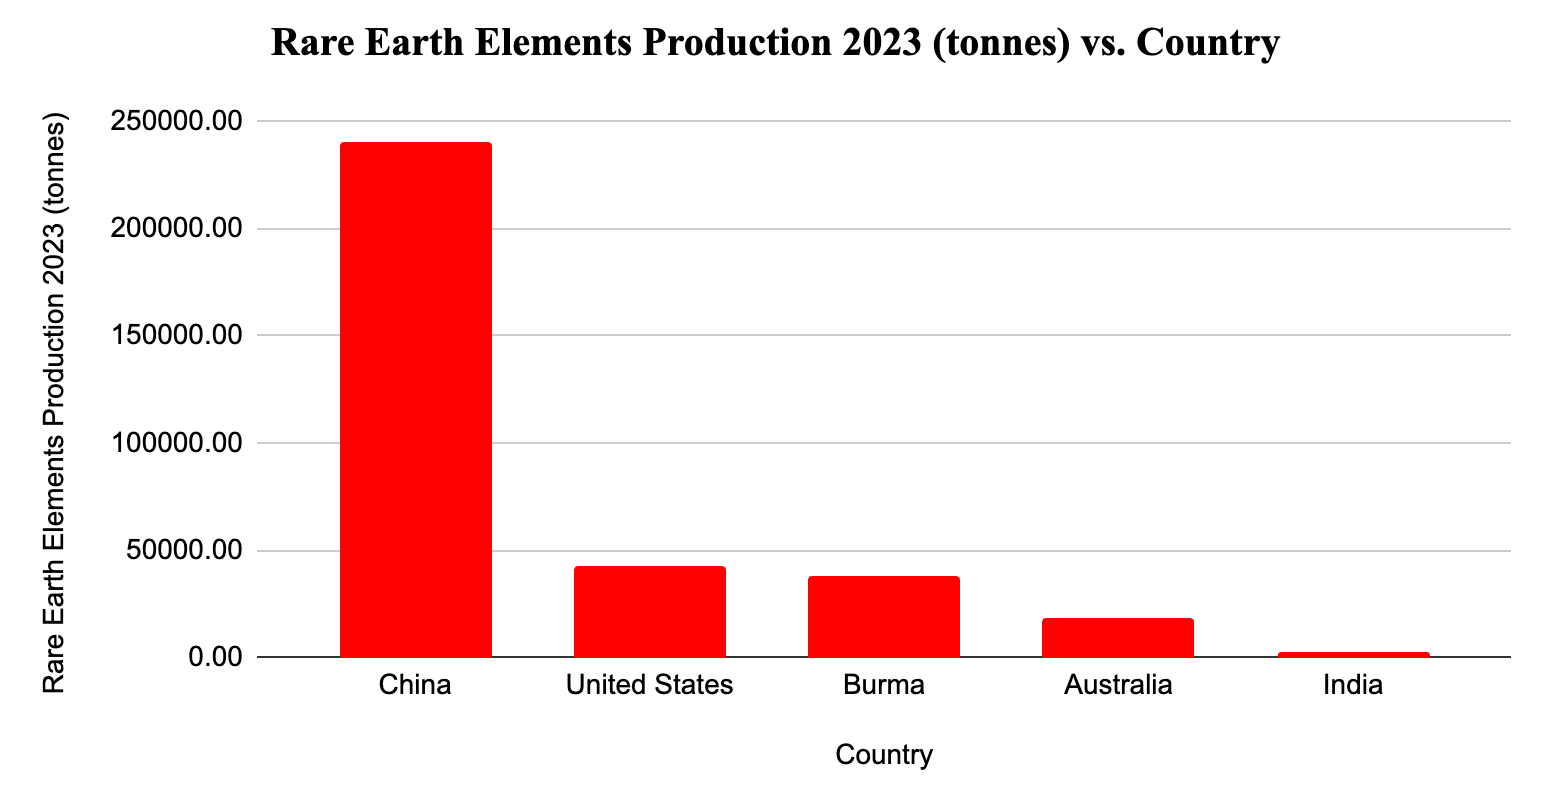 Rare Earth Elements Production 2023 (tonnes) vs. Country
Rare Earth Elements Production 2023 (tonnes)
250000.00
200000.00
150000.00
100000.00
50000.00
0.00
China
United States
Burma
Australia
India
Country